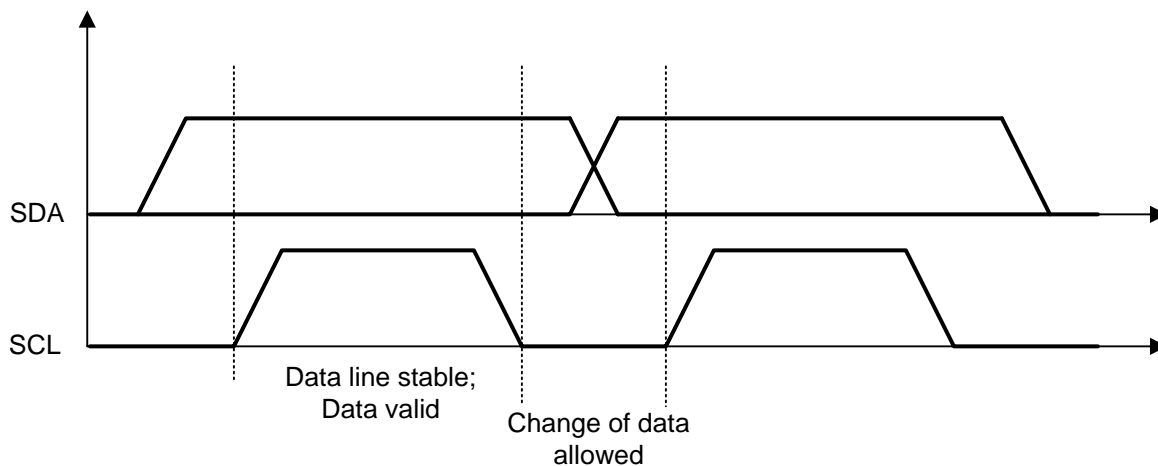 SDA
SCL
Data line stable;
Data valid
Change of data
allowed